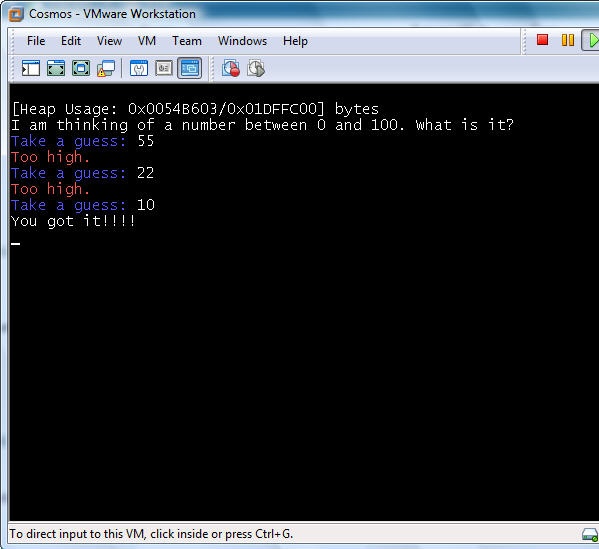 Cosmos - VMware Workstation
File Edit View VM Team Windows Help
[Heap Usage: 0x0054B603/0x01DFFC00] bytes
I am thinking of a number between 0 and 100. What is it?
Take a guess: 55
Too high.
Take a guess: 22
Too high.
Take a guess: 10
You got it!!!!
To direct input to this VM, click inside or press Ctrl+G.